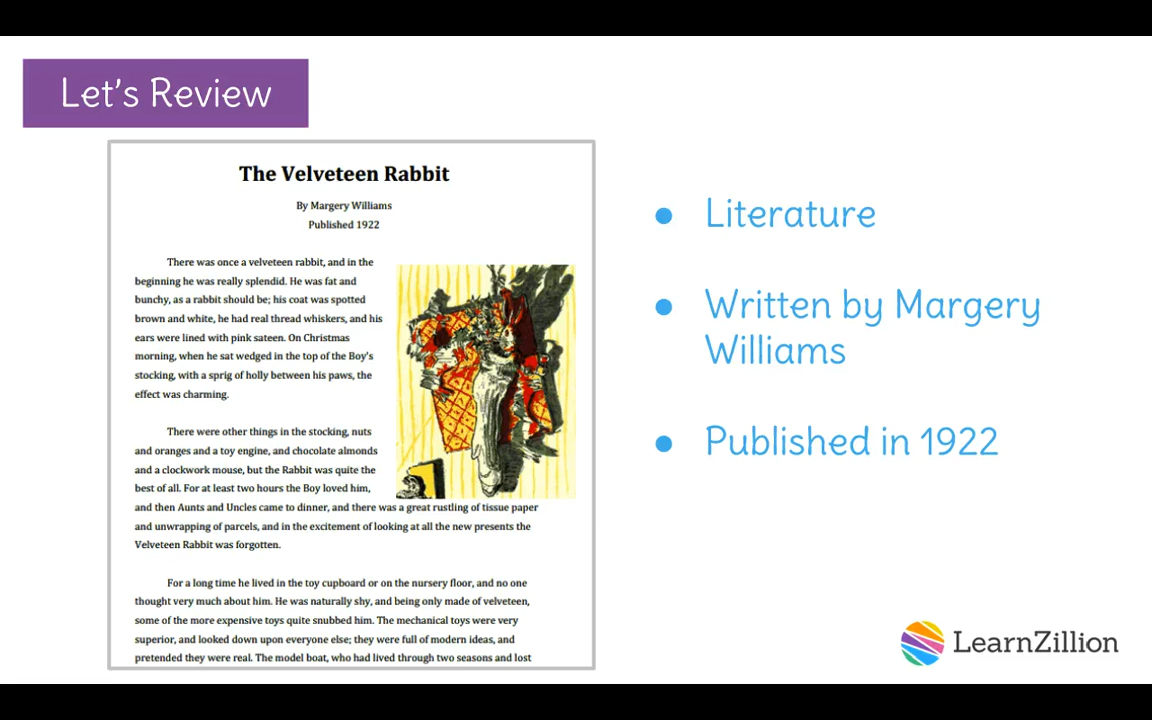 Let's Review
The Velveteen Rabbit
By Margery Williams
Published 1922
There was once a velveteen rabbit, and in the
beginning he was really splendid. He was fat and
bunchy, as a rabbit should be; his coat was spotted
brown and white, he had real thread whiskers, and his
ears were lined with pink sateen. On Christmas
morning, when he sat wedged in the top of the Boy's
stocking, with a sprig of holly between his paws, the
effect was charming.
There were other things in the stocking, nuts
and oranges and a toy engine, and chocolate almonds
and a clockwork mouse, but the Rabbit was quite the
best of all. For at least two hours the Boy loved him,
and then Aunts and Uncles came to dinner, and there was a great rustling of tissue paper
and unwrapping of parcels, and in the excitement of looking at all the new presents the
Velveteen Rabbit was forgotten.
For a long time he lived in the toy cupboard or on the nursery floor, and no one
thought very much about him. He was naturally shy, and being only made of velveteen,
some of the more expensive toys quite snubbed him. The mechanical toys were very
superior, and looked down upon everyone else; they were full of modern ideas, and
pretended they were real. The model boat, who had lived through two seasons and lost
● Literature
● Written by Margery
Williams
● Published in 1922
LearnZillion